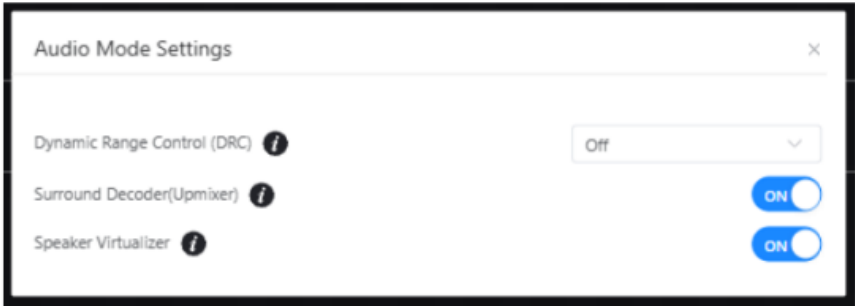 Audio Mode Settings
Dynamic Range Control (DRC) i Off
Surround Decoder(Upmixer) i ON
Speaker Virtualizer i ON